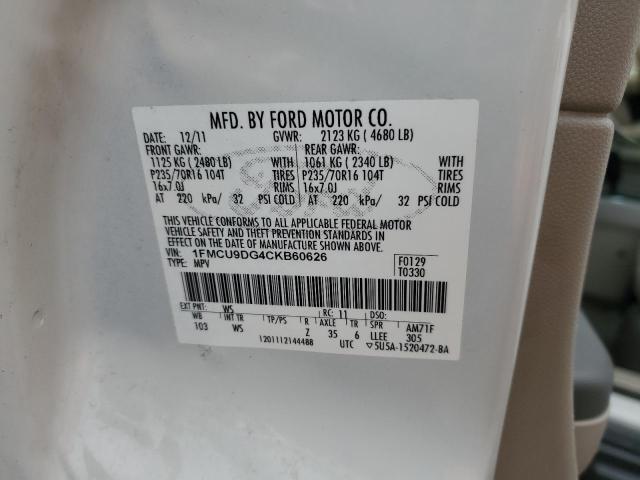 MFD. BY FORD MOTOR CO.
DATE: 12/11 GVWR: 2123 KG ( 4680 LB)
FRONT GAWR: REAR GAWR:
1125 KG ( 2480 LB) WITH 1061 KG ( 2340 LB) WITH
P235/70R16 104T TIRES P235/70R16 104T TIRES
16x7.0J RIMS 16x7.0J RIMS
AT 220 kPa/ 32 PSI COLD AT 220 kPa/ 32 PSI COLD
THIS VEHICLE CONFORMS TO ALL APPLICABLE FEDERAL MOTOR
VEHICLE SAFETY AND THEFT PREVENTION STANDARDS IN
EFFECT ON THE DATE OF MANUFACTURE SHOWN ABOVE.
VIN: 1FMCU9DG4CKB60626 F0129
TYPE: MPV T0330
EXT PNT: WS RC: 11 DSO:
WB INT TR TP/PS R AXLE TR SPR AM71F
103 WS Z 35 6 LLEE 305
1201112144488 UTC ▽5U5A-1520472-BA